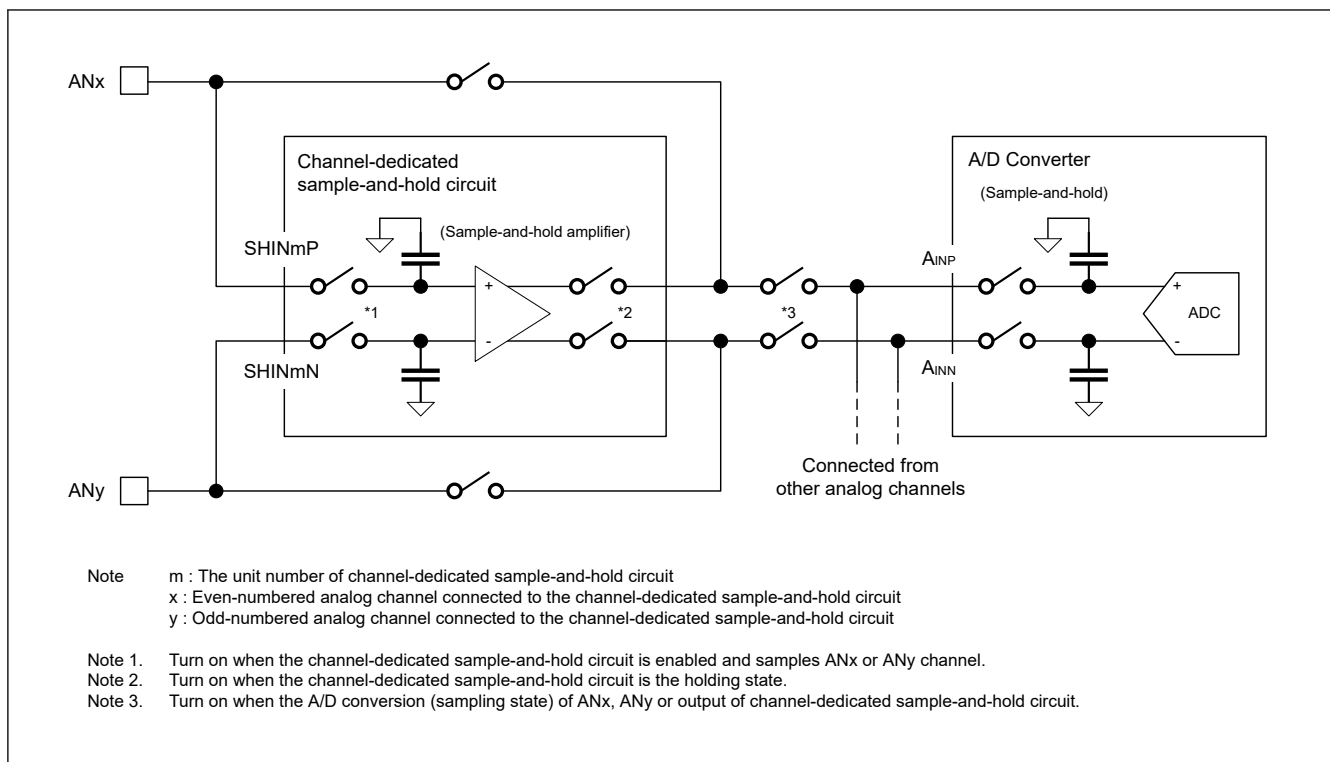 ANx
Channel-dedicated
sample-and-hold circuit
(Sample-and-hold amplifier)
SHINmP
+
-
*1
*2
*3
SHINmN
A/D Converter
(Sample-and-hold)
AINP
+
ADC
-
AINN
ANy
Connected from
other analog channels
Note m : The unit number of channel-dedicated sample-and-hold circuit
x : Even-numbered analog channel connected to the channel-dedicated sample-and-hold circuit
y : Odd-numbered analog channel connected to the channel-dedicated sample-and-hold circuit
Note 1. Turn on when the channel-dedicated sample-and-hold circuit is enabled and samples ANx or ANy channel.
Note 2. Turn on when the channel-dedicated sample-and-hold circuit is the holding state.
Note 3. Turn on when the A/D conversion (sampling state) of ANx, ANy or output of channel-dedicated sample-and-hold circuit.